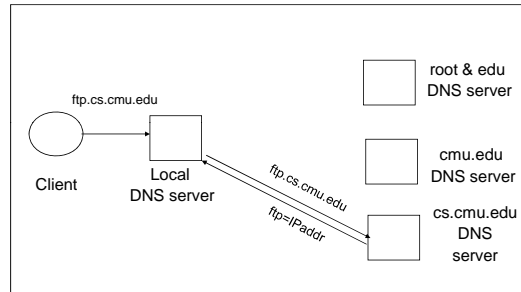 root & edu
DNS server
ftp.cs.cmu.edu
cmu.edu
DNS server
Client
Local
DNS server
ftp.cs.cmu.edu
ftp=IPaddr
cs.cmu.edu
DNS
server